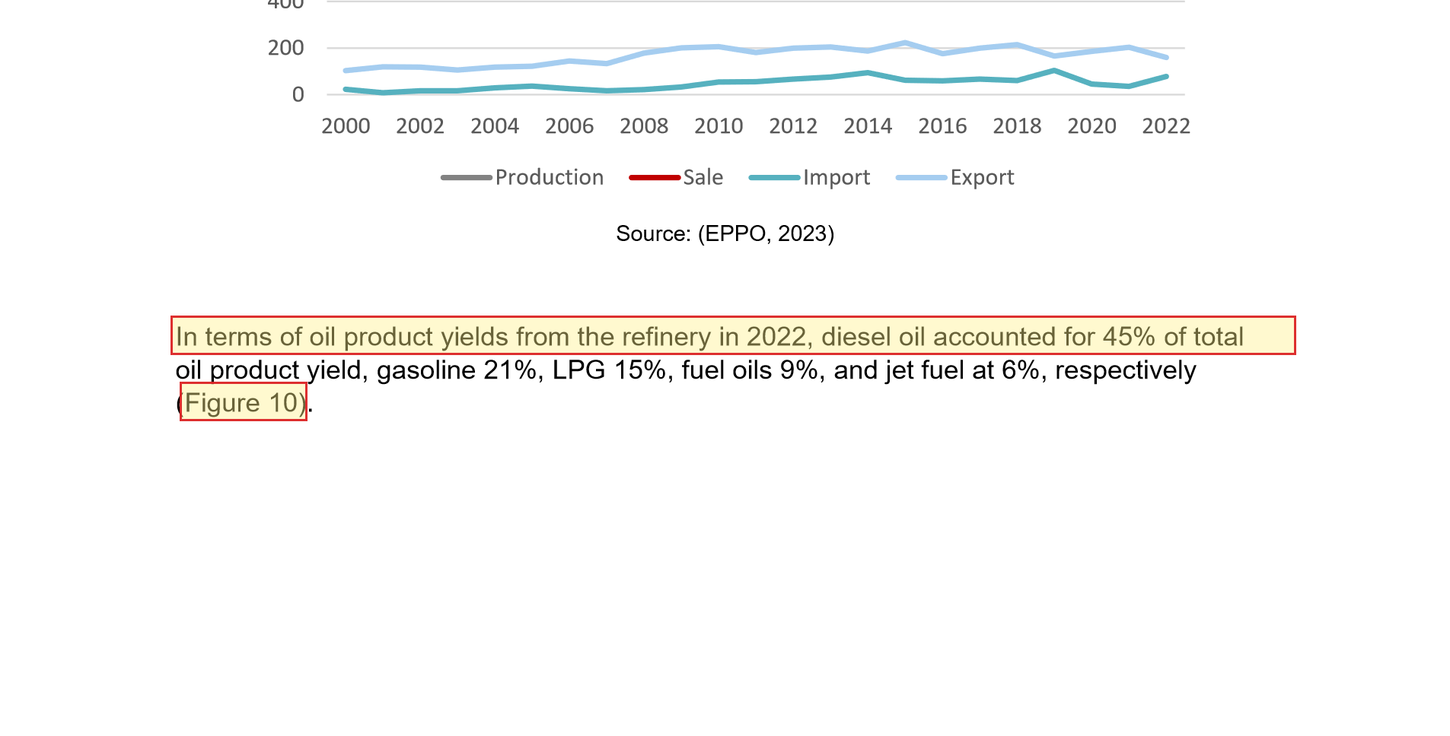 400
200
0
2000 2002 2004 2006 2008 2010 2012 2014 2016 2018 2020 2022
Production Sale Import Export
Source: (EPPO, 2023)
In terms of oil product yields from the refinery in 2022, diesel oil accounted for 45% of total
oil product yield, gasoline 21%, LPG 15%, fuel oils 9%, and jet fuel at 6%, respectively
(Figure 10).